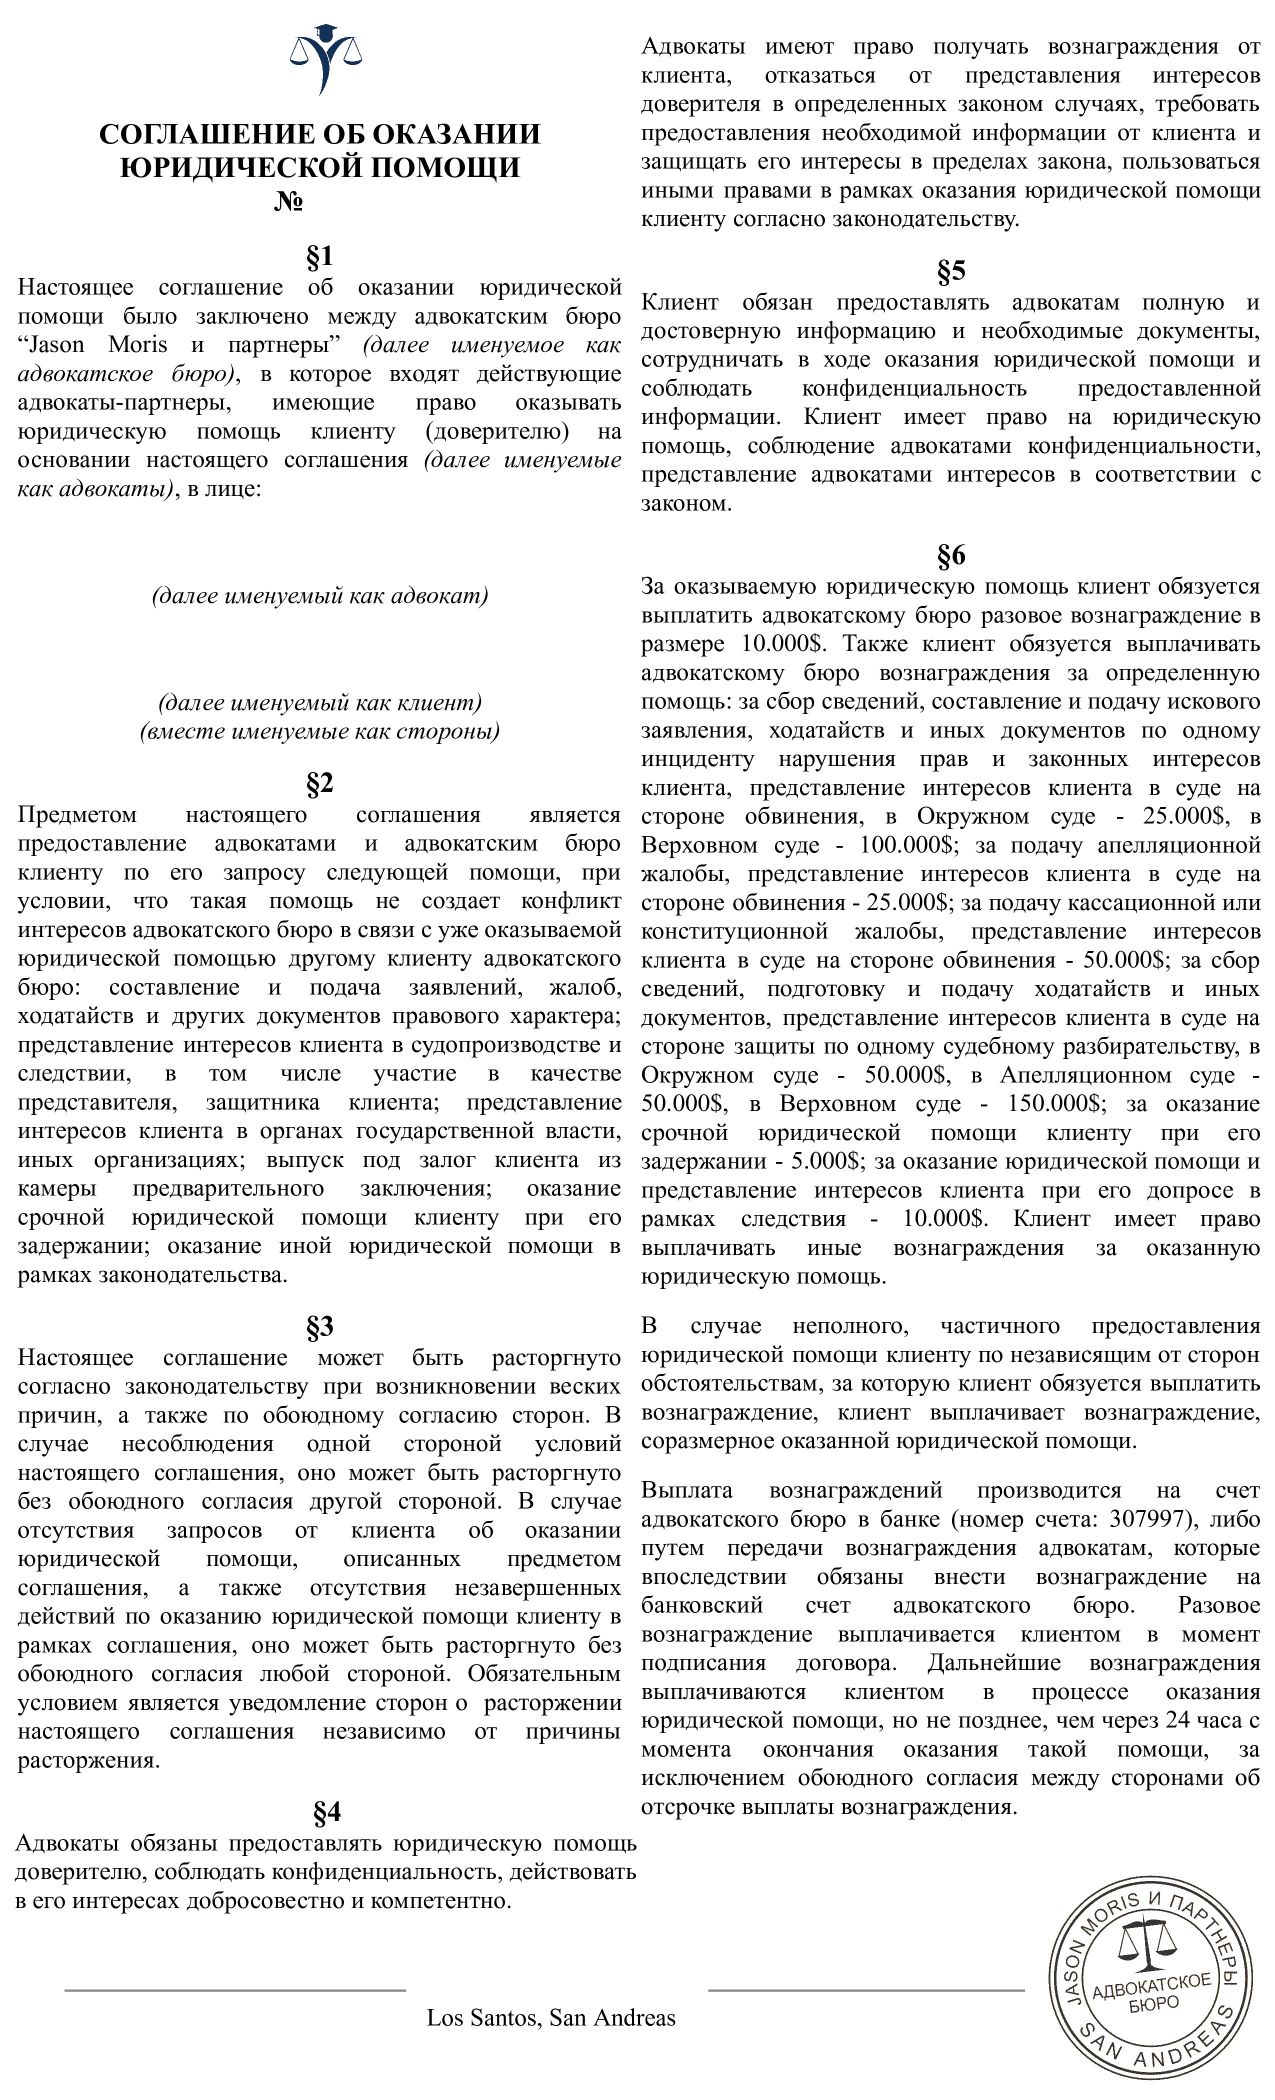 СОГЛАШЕНИЕ ОБ ОКАЗАНИИ
ЮРИДИЧЕСКОЙ ПОМОЩИ
№
§1
Настоящее соглашение об оказании юридической
помощи было заключено между адвокатским бюро
“Jason Moris и партнеры” (далее именуемое как
адвокатское бюро), в которое входят действующие
адвокаты-партнеры, имеющие право оказывать
юридическую помощь клиенту (доверителю) на
основании настоящего соглашения (далее именуемые
как адвокаты), в лице:
(далее именуемый как адвокат)
(далее именуемый как клиент)
(вместе именуемые как стороны)
§2
Предметом настоящего соглашения является
предоставление адвокатами и адвокатским бюро
клиенту по его запросу следующей помощи, при
условии, что такая помощь не создает конфликт
интересов адвокатского бюро в связи с уже оказываемой
юридической помощью другому клиенту адвокатского
бюро: составление и подача заявлений, жалоб,
ходатайств и других документов правового характера;
представление интересов клиента в судопроизводстве и
следствии, в том числе участие в качестве
представителя, защитника клиента; представление
интересов клиента в органах государственной власти,
иных организациях; выпуск под залог клиента из
камеры предварительного заключения; оказание
срочной юридической помощи клиенту при его
задержании; оказание иной юридической помощи в
рамках законодательства.
§3
Настоящее соглашение может быть расторгнуто
согласно законодательству при возникновении веских
причин, а также по обоюдному согласию сторон. В
случае несоблюдения одной стороной условий
настоящего соглашения, оно может быть расторгнуто
без обоюдного согласия другой стороной. В случае
отсутствия запросов от клиента об оказании
юридической помощи, описанных предметом
соглашения, а также отсутствия незавершенных
действий по оказанию юридической помощи клиенту в
рамках соглашения, оно может быть расторгнуто без
обоюдного согласия любой стороной. Обязательным
условием является уведомление сторон о расторжении
настоящего соглашения независимо от причины
расторжения.
§4
Адвокаты обязаны предоставлять юридическую помощь
доверителю, соблюдать конфиденциальность, действовать
в его интересах добросовестно и компетентно.
Адвокаты имеют право получать вознаграждения от
клиента, отказаться от представления интересов
доверителя в определенных законом случаях, требовать
предоставления необходимой информации от клиента и
защищать его интересы в пределах закона, пользоваться
иными правами в рамках оказания юридической помощи
клиенту согласно законодательству.
§5
Клиент обязан предоставлять адвокатам полную и
достоверную информацию и необходимые документы,
сотрудничать в ходе оказания юридической помощи и
соблюдать конфиденциальность предоставленной
информации. Клиент имеет право на юридическую
помощь, соблюдение адвокатами конфиденциальности,
представление адвокатами интересов в соответствии с
законом.
§6
За оказываемую юридическую помощь клиент обязуется
выплатить адвокатскому бюро разовое вознаграждение в
размере 10.000$. Также клиент обязуется выплачивать
адвокатскому бюро вознаграждения за определенную
помощь: за сбор сведений, составление и подачу искового
заявления, ходатайств и иных документов по одному
инциденту нарушения прав и законных интересов
клиента, представление интересов клиента в суде на
стороне обвинения, в Окружном суде - 25.000$, в
Верховном суде - 100.000$; за подачу апелляционной
жалобы, представление интересов клиента в суде на
стороне обвинения - 25.000$; за подачу кассационной или
конституционной жалобы, представление интересов
клиента в суде на стороне обвинения - 50.000$; за сбор
сведений, подготовку и подачу ходатайств и иных
документов, представление интересов клиента в суде на
стороне защиты по одному судебному разбирательству, в
Окружном суде - 50.000$, в Апелляционном суде -
50.000$, в Верховном суде - 150.000$; за оказание
срочной юридической помощи клиенту при его
задержании - 5.000$; за оказание юридической помощи и
представление интересов клиента при его допросе в
рамках следствия - 10.000$. Клиент имеет право
выплачивать иные вознаграждения за оказанную
юридическую помощь.
В случае неполного, частичного предоставления
юридической помощи клиенту по независящим от сторон
обстоятельствам, за которую клиент обязуется выплатить
вознаграждение, клиент выплачивает вознаграждение,
соразмерное оказанной юридической помощи.
Выплата вознаграждений производится на счет
адвокатского бюро в банке (номер счета: 307997), либо
путем передачи вознаграждения адвокатам, которые
впоследствии обязаны внести вознаграждение на
банковский счет адвокатского бюро. Разовое
вознаграждение выплачивается клиентом в момент
подписания договора. Дальнейшие вознаграждения
выплачиваются клиентом в процессе оказания
юридической помощи, но не позднее, чем через 24 часа с
момента окончания оказания такой помощи, за
исключением обоюдного согласия между сторонами об
отсрочке выплаты вознаграждения.
Los Santos, San Andreas
JASON MORIS И ПАРТНЕРЫ
АДВОКАТСКОЕ
БЮРО
SAN ANDREAS